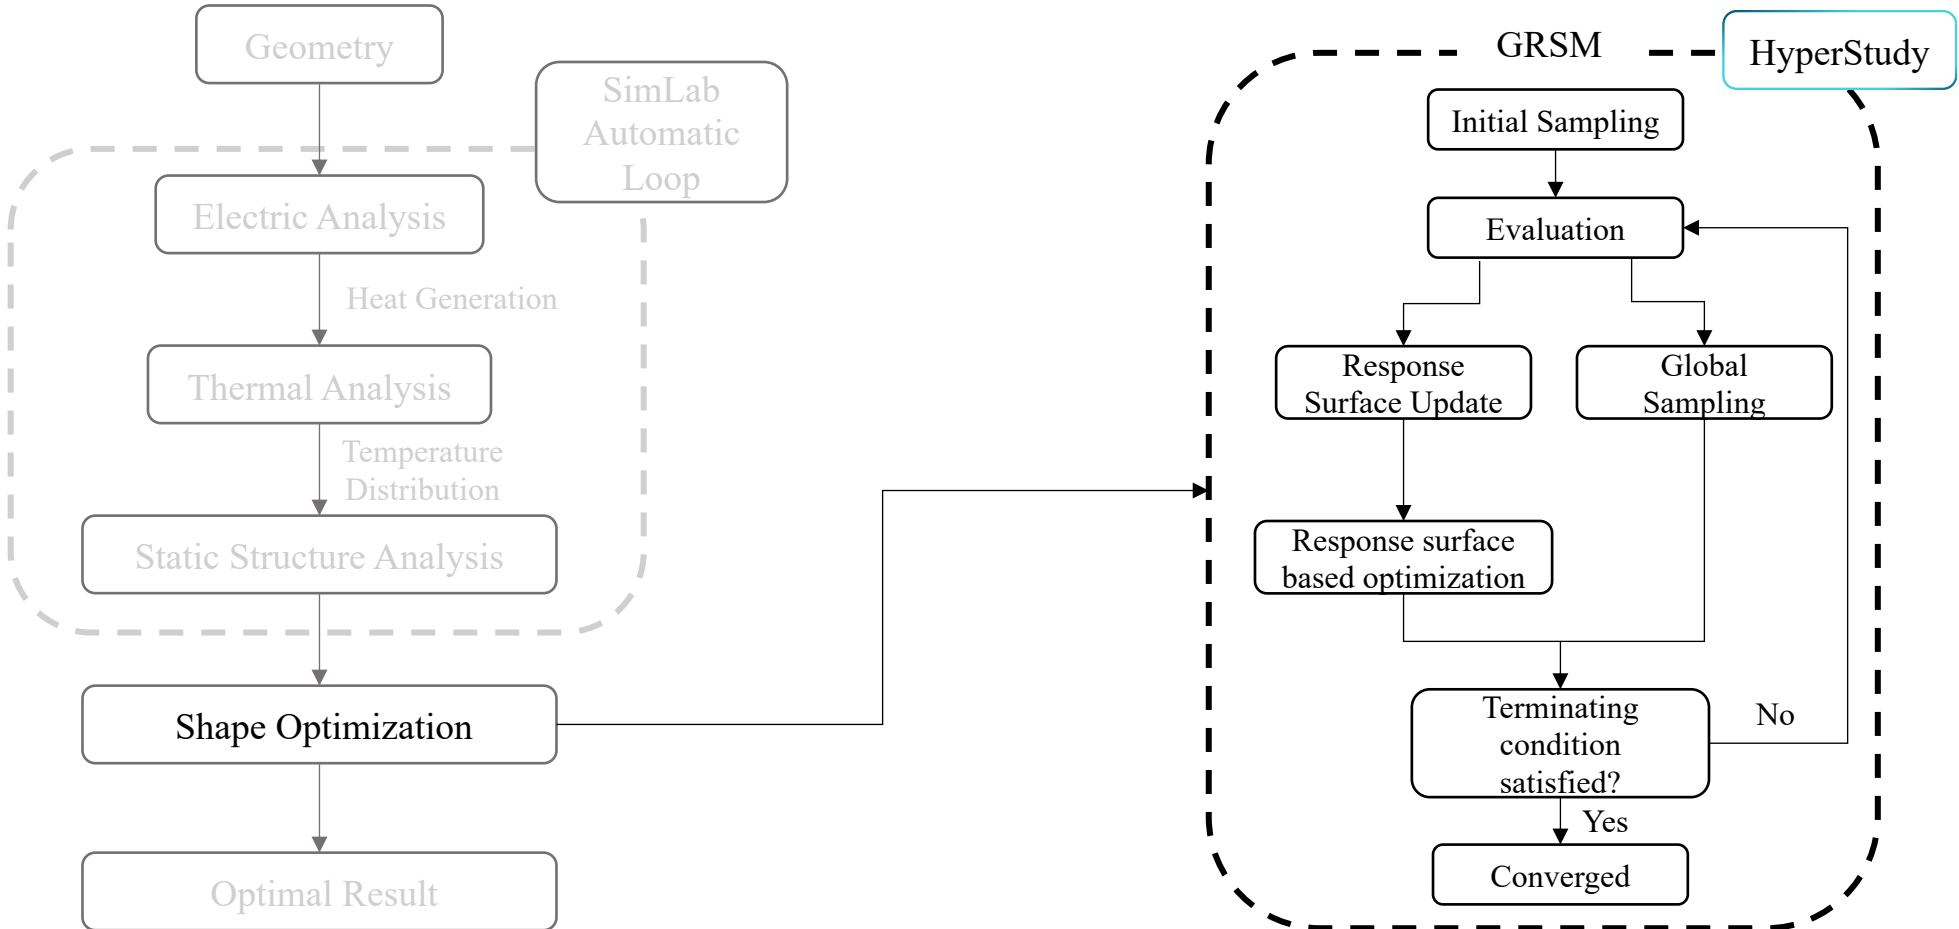 Geometry
SimLab
Automatic
Loop
Electric Analysis
Heat Generation
Thermal Analysis
Temperature
Distribution
Static Structure Analysis
Shape Optimization
Optimal Result
GRSM
HyperStudy
Initial Sampling
Evaluation
Response
Surface Update
Global
Sampling
Response surface
based optimization
Terminating
condition
satisfied?
No
Yes
Converged